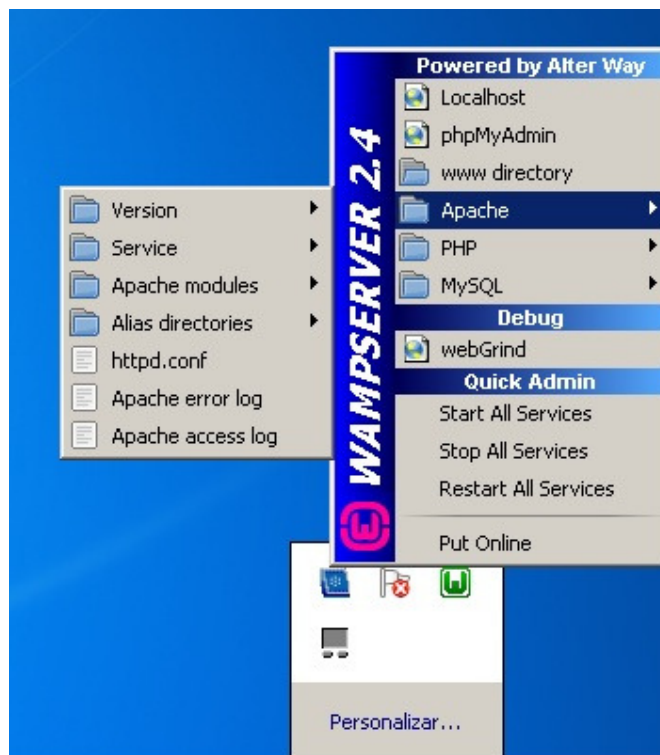 Powered by Alter Way
Localhost
phpMyAdmin
www directory
Apache
PHP
MySQL
Debug
webGrind
Quick Admin
Start All Services
Stop All Services
Restart All Services
Put Online
WAMPSERVER 2.4
Version
Service
Apache modules
Alias directories
httpd.conf
Apache error log
Apache access log
Personalizar...